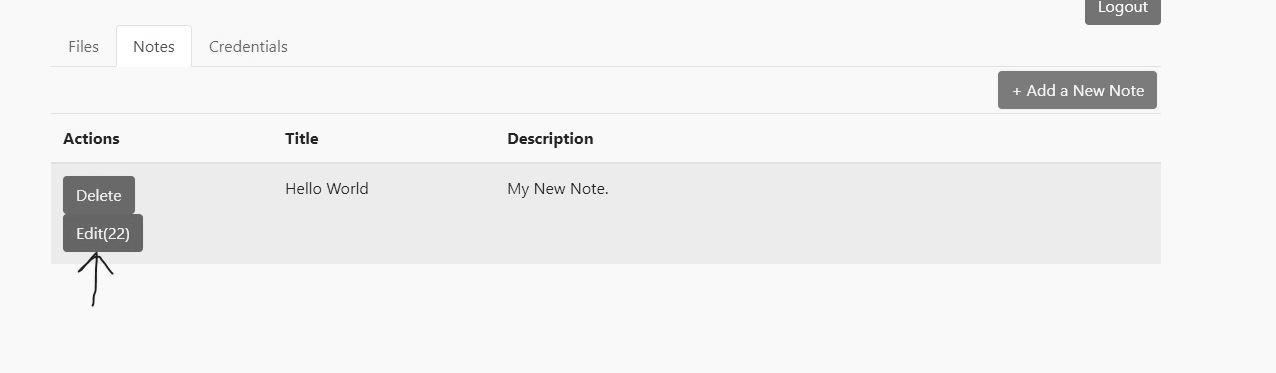 Logout
Files Notes Credentials
+ Add a New Note
Actions Title Description
Delete Hello World My New Note.
Edit(22)